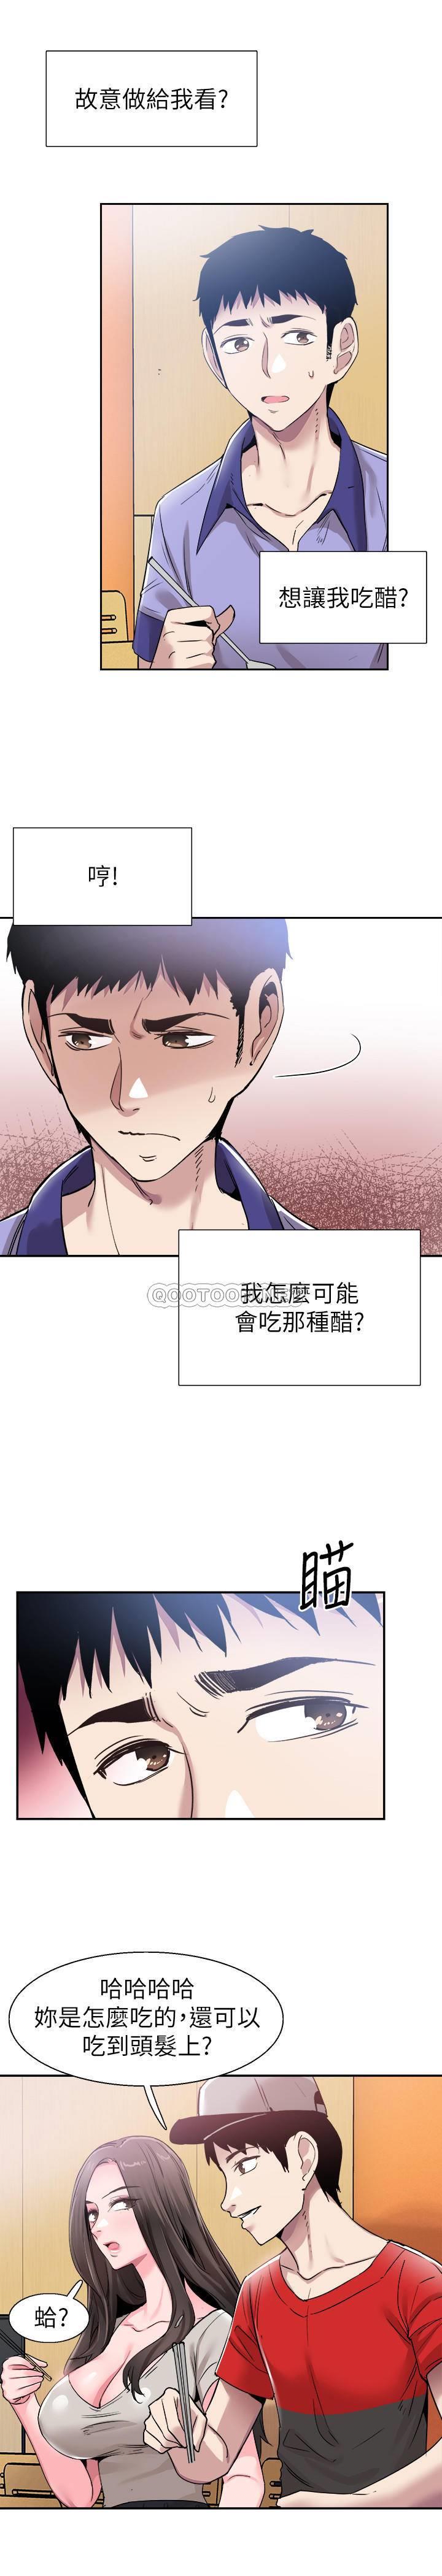 故意做給我看?
想讓我吃醋?
哼!
我怎麼可能
會吃那種醋?
瞄
哈哈哈哈
妳是怎麼吃的,還可以
吃到頭髮上?
蛤?